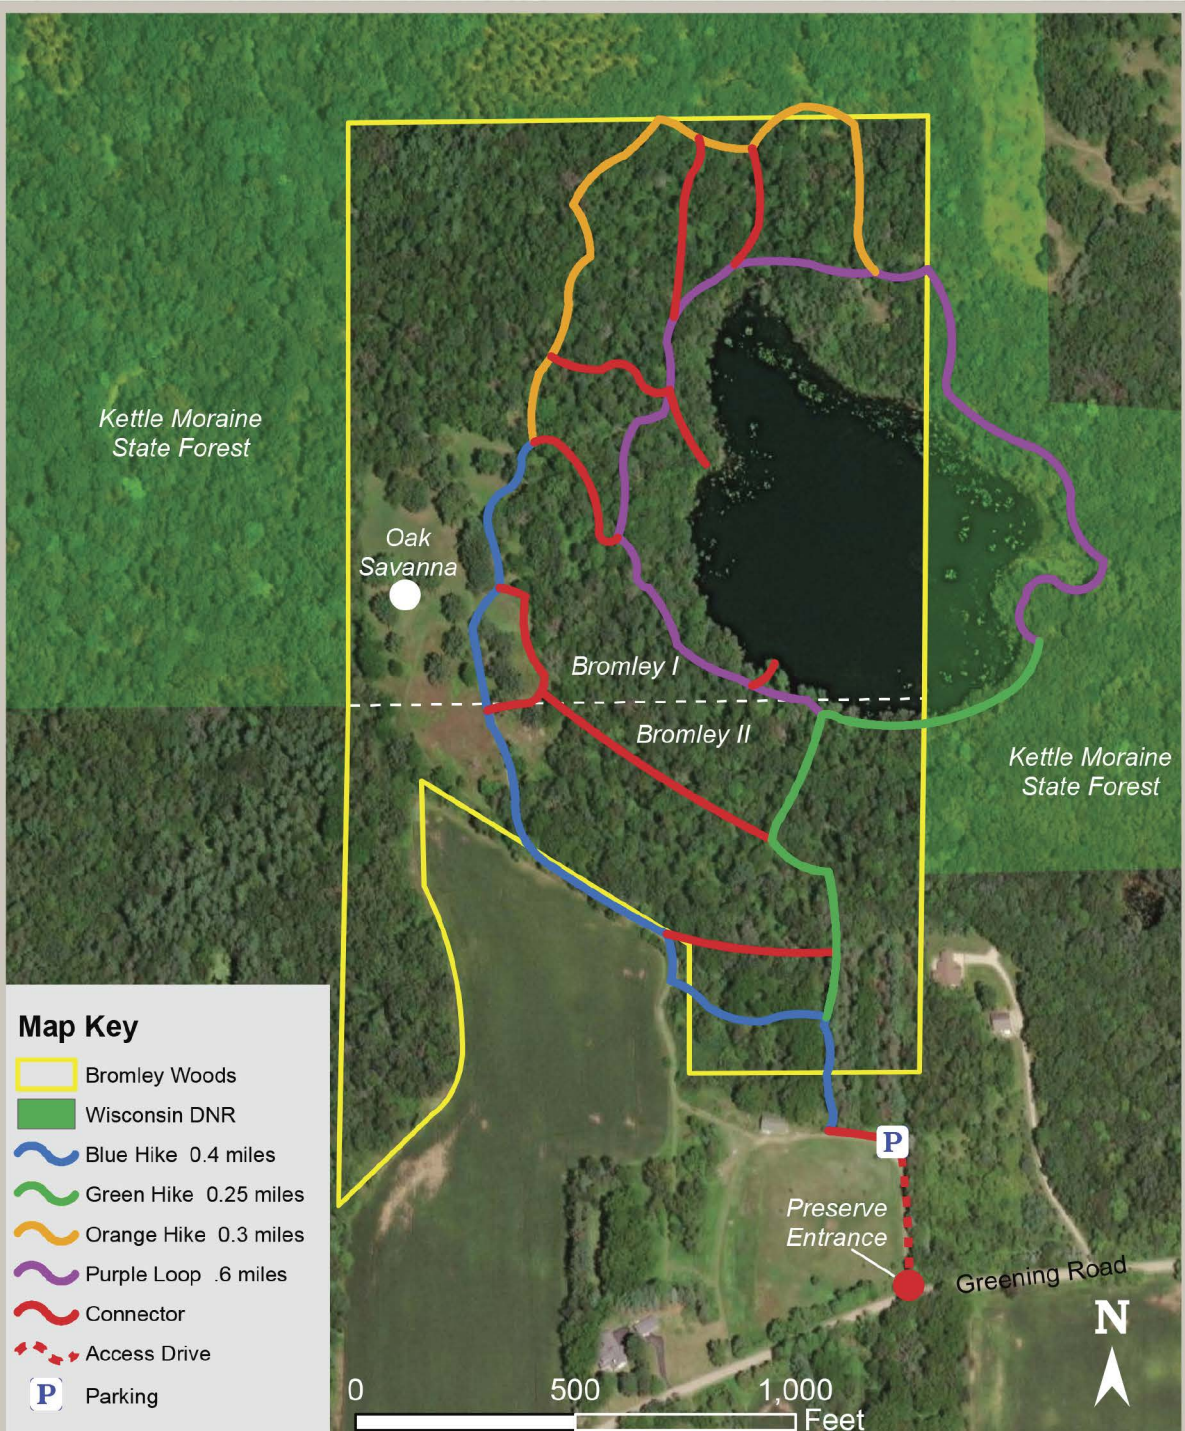 Kettle Moraine
State Forest
Oak
Savanna
Bromley I
Bromley II
Kettle Moraine
State Forest
Map Key
Bromley Woods
Wisconsin DNR
Blue Hike 0.4 miles
Green Hike 0.25 miles
Orange Hike 0.3 miles
Purple Loop .6 miles
Connector
Access Drive
P Parking
P
Preserve
Entrance
Greening Road
N
0 500 1,000
Feet